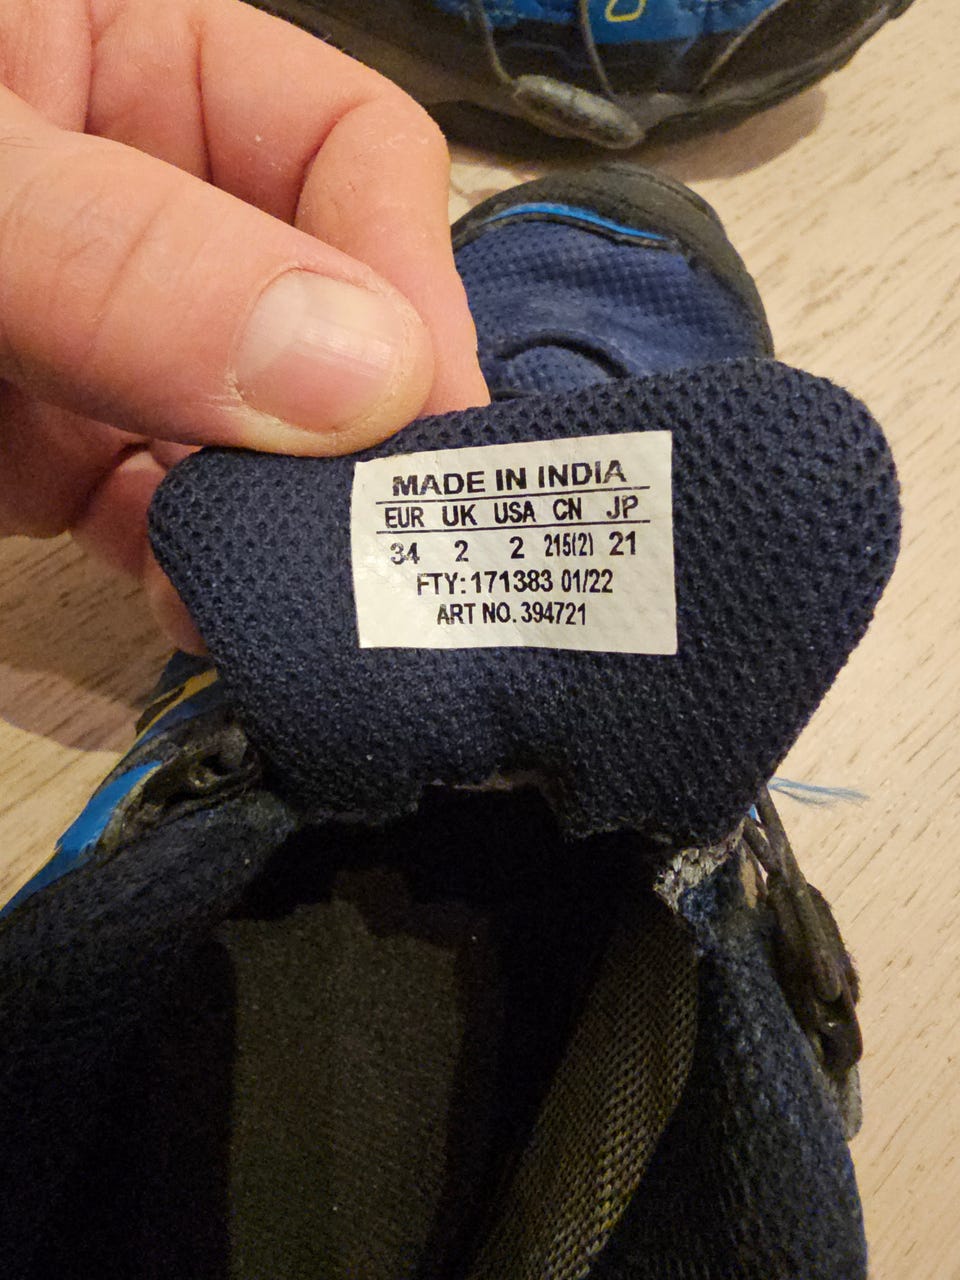 MADE IN INDIA
EUR UK USA CN JP
34 2 2 215(2) 21
FTY:171383 01/22
ART NO. 394721